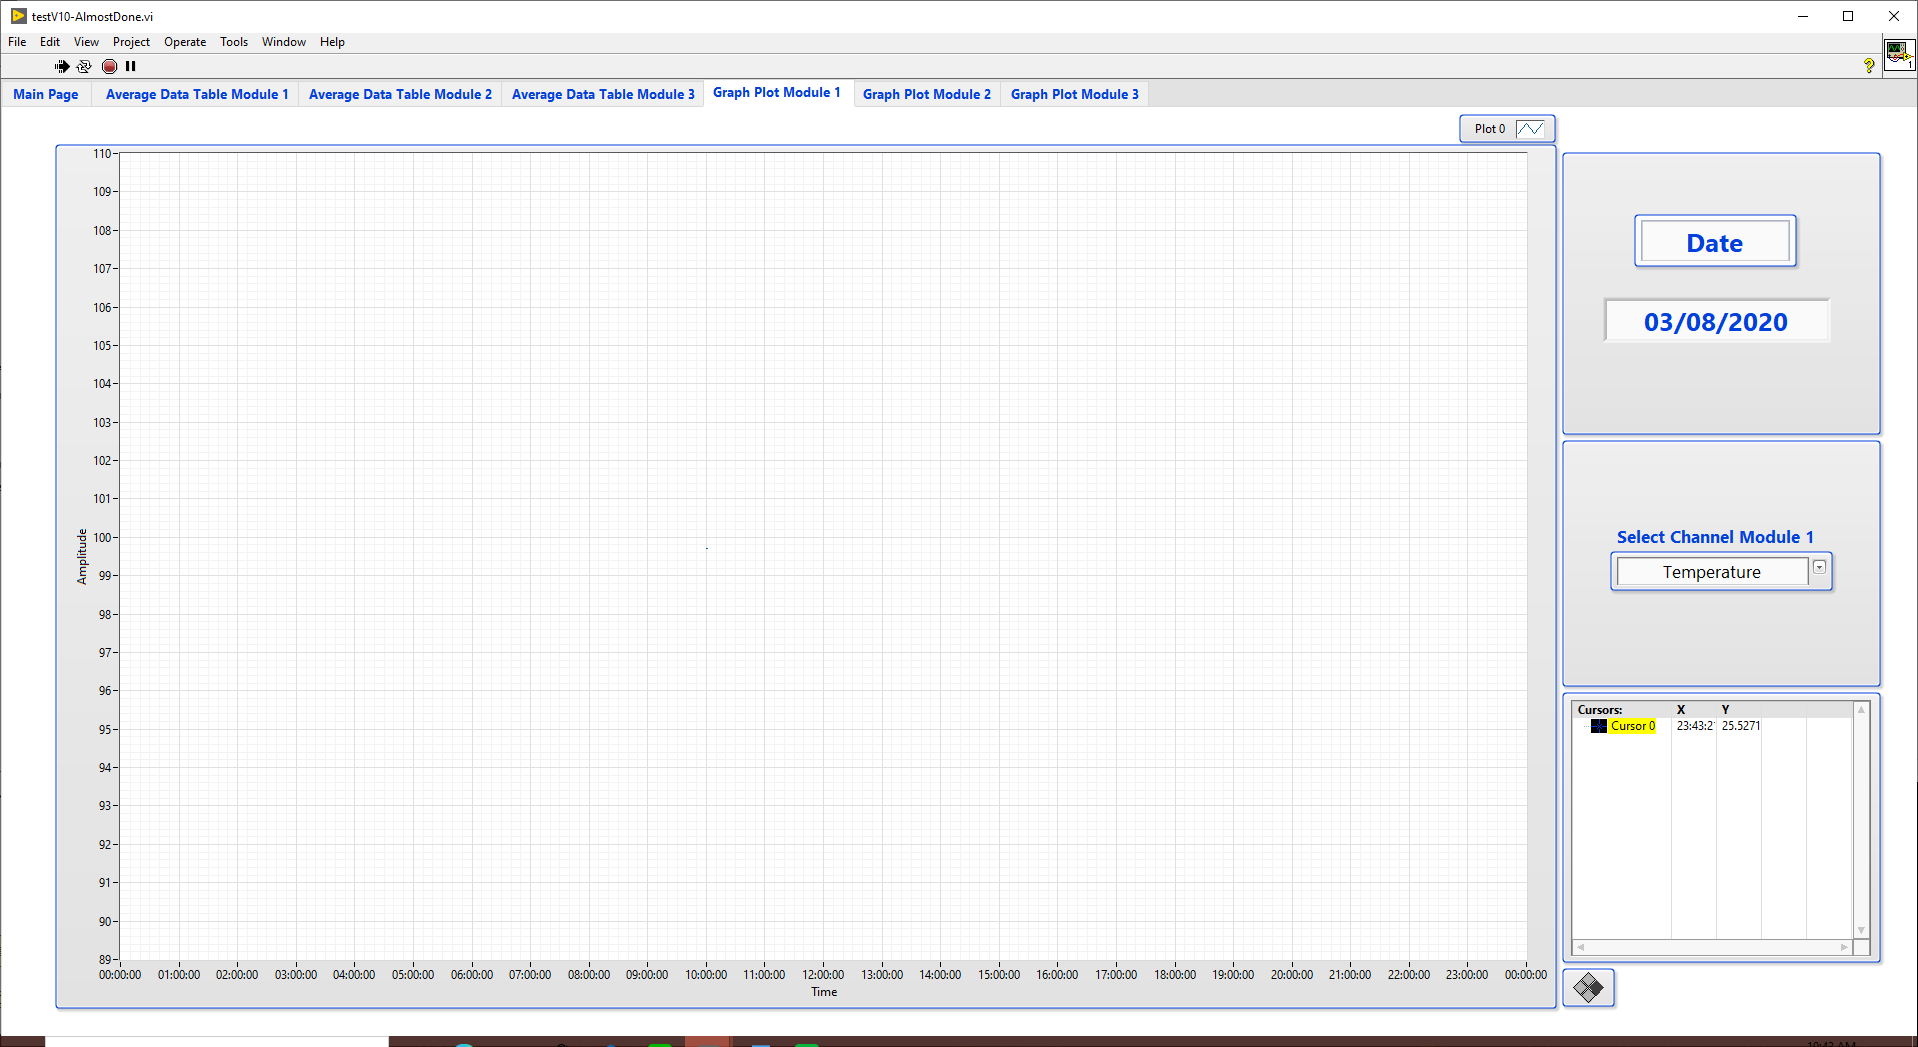 testV10-AlmostDone.vi
File Edit View Project Operate Tools Window Help
Main Page Average Data Table Module 1 Average Data Table Module 2 Average Data Table Module 3 Graph Plot Module 1 Graph Plot Module 2 Graph Plot Module 3
Plot 0
110
109
108
107
106
105
104
103
102
101
100
99
98
97
96
95
94
93
92
91
90
89
Amplitude
00:00:00 01:00:00 02:00:00 03:00:00 04:00:00 05:00:00 06:00:00 07:00:00 08:00:00 09:00:00 10:00:00 11:00:00 12:00:00 13:00:00 14:00:00 15:00:00 16:00:00 17:00:00 18:00:00 19:00:00 20:00:00 21:00:00 22:00:00 23:00:00 00:00:00
Time
Date
03/08/2020
Select Channel Module 1
Temperature
Cursors: X Y
Cursor 0 23:43:2 25.5271